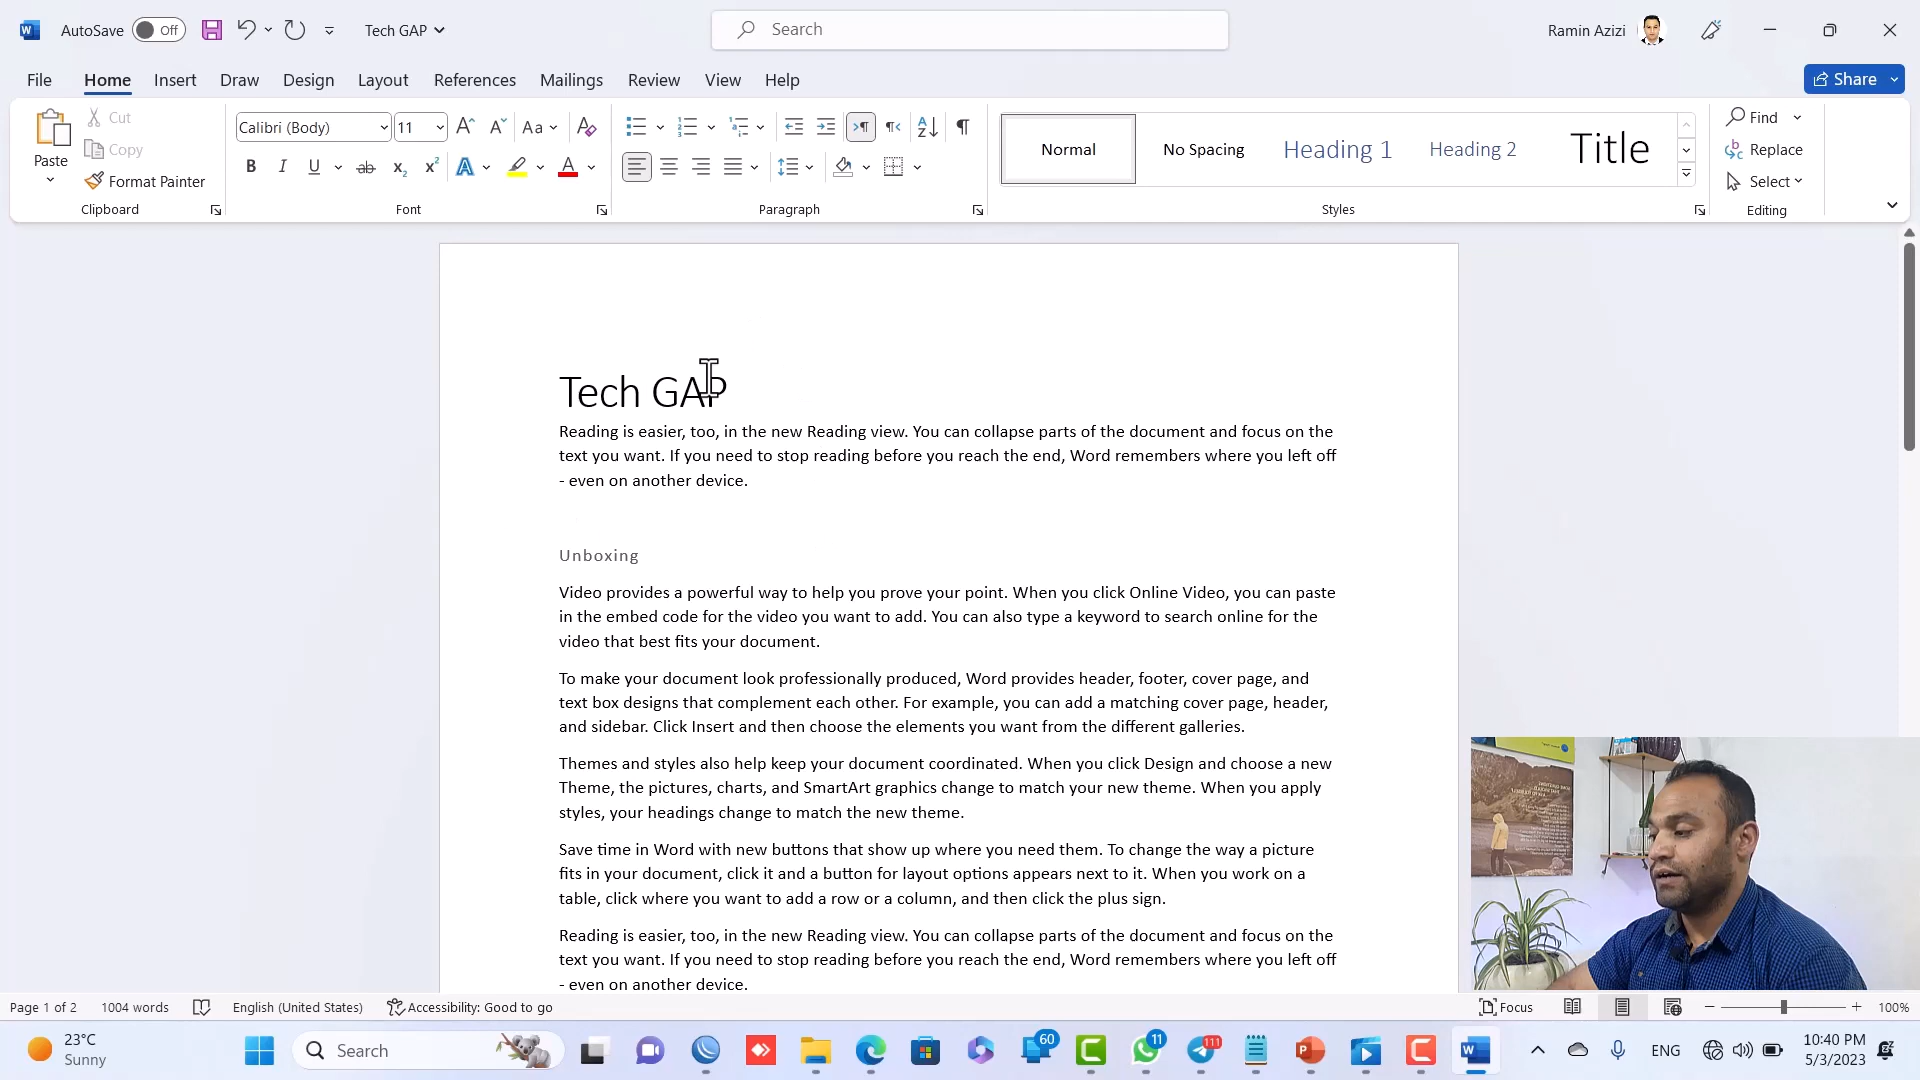 AutoSave Off Tech GAP Search Ramin Azizi
File Home Insert Draw Design Layout References Mailings Review View Help Share
Paste Cut Copy Format Painter Clipboard
Calibri (Body) 11 Aa
B I U ab x₂ x² A A Font
Paragraph
Normal No Spacing Heading 1 Heading 2 Title
Styles
Find Replace Select Editing
Tech GAP
Reading is easier, too, in the new Reading view. You can collapse parts of the document and focus on the
text you want. If you need to stop reading before you reach the end, Word remembers where you left off
- even on another device.
Unboxing
Video provides a powerful way to help you prove your point. When you click Online Video, you can paste
in the embed code for the video you want to add. You can also type a keyword to search online for the
video that best fits your document.
To make your document look professionally produced, Word provides header, footer, cover page, and
text box designs that complement each other. For example, you can add a matching cover page, header,
and sidebar. Click Insert and then choose the elements you want from the different galleries.
Themes and styles also help keep your document coordinated. When you click Design and choose a new
Theme, the pictures, charts, and SmartArt graphics change to match your new theme. When you apply
styles, your headings change to match the new theme.
Save time in Word with new buttons that show up where you need them. To change the way a picture
fits in your document, click it and a button for layout options appears next to it. When you work on a
table, click where you want to add a row or a column, and then click the plus sign.
Reading is easier, too, in the new Reading view. You can collapse parts of the document and focus on the
text you want. If you need to stop reading before you reach the end, Word remembers where you left off
- even on another device.
Page 1 of 2 1004 words English (United States) Accessibility: Good to go Focus 100%
23°C
Sunny
Search 60 11 111 ENG
10:40 PM
5/3/2023